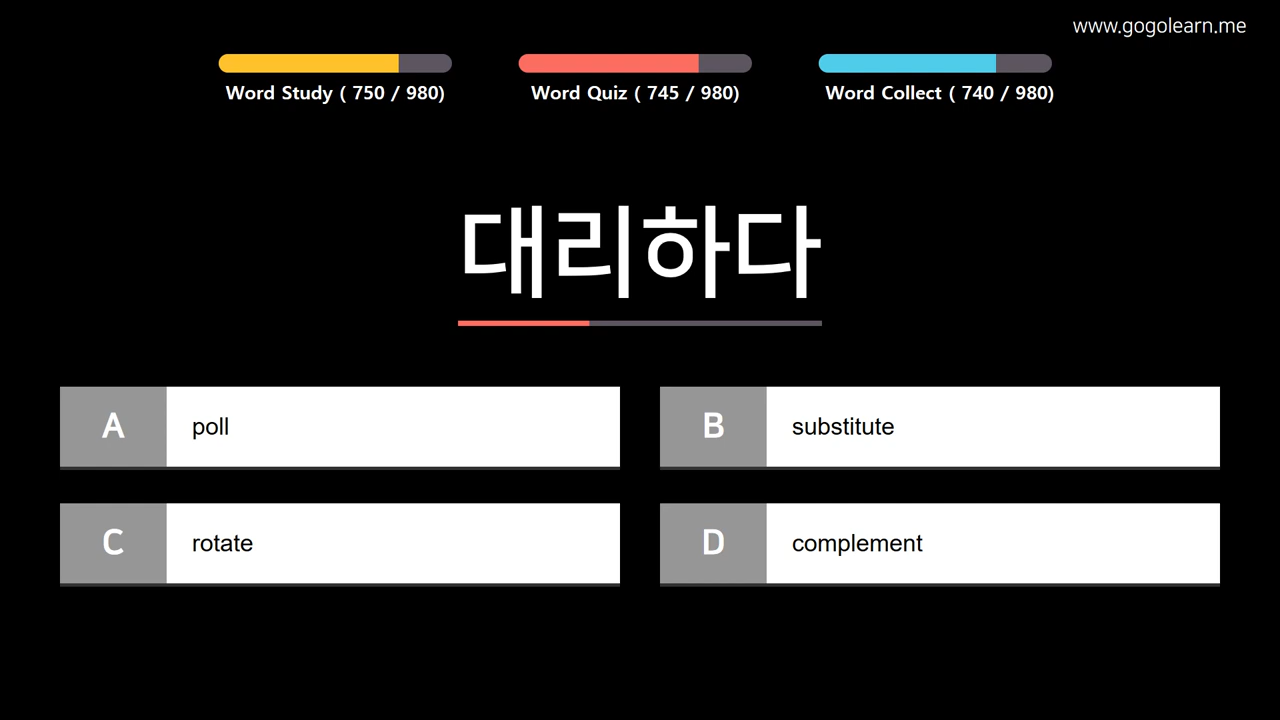 www.gogolearn.me
Word Study ( 750 / 980)
Word Quiz ( 745 / 980)
Word Collect ( 740 / 980)
대리하다
A poll
B substitute
C rotate
D complement